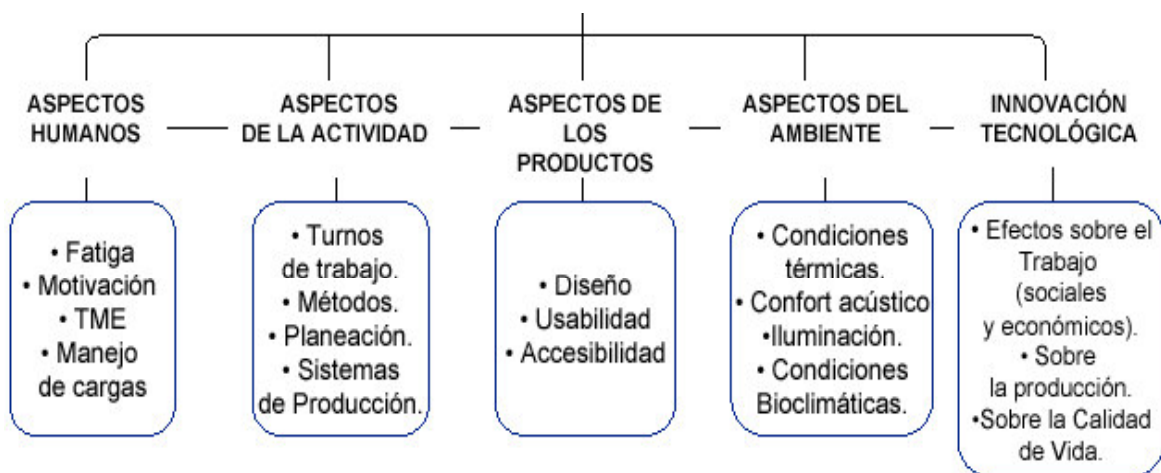 ASPECTOS
HUMANOS
ASPECTOS
DE LA ACTIVIDAD
ASPECTOS DE
LOS
PRODUCTOS
ASPECTOS DEL
AMBIENTE
INNOVACIÓN
TECNOLÓGICA
• Fatiga
• Motivación
• TME
• Manejo
de cargas
• Turnos
de trabajo.
• Métodos.
• Planeación.
• Sistemas
de Producción.
• Diseño
• Usabilidad
• Accesibilidad
• Condiciones
térmicas.
• Confort acústico
•Iluminación.
• Condiciones
Bioclimáticas.
• Efectos sobre el
Trabajo
(sociales
y económicos).
• Sobre
la producción.
•Sobre la Calidad
de Vida.